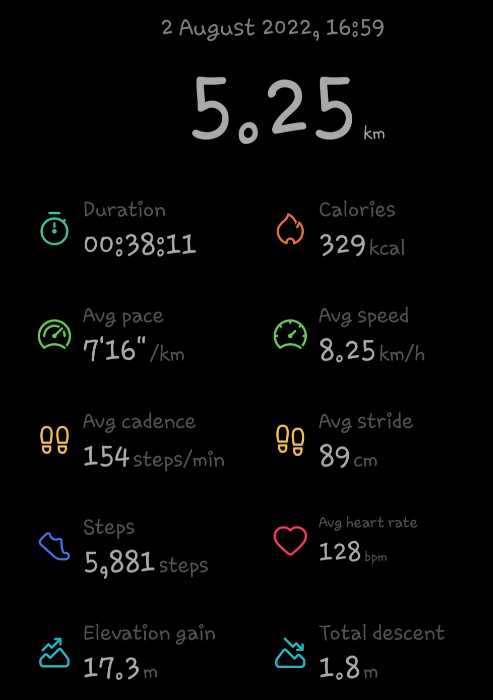 2 August 2022, 16:59
5.25 km
Duration
00:38:11
Calories
329 kcal
Avg pace
7'16" /km
Avg speed
8.25 km/h
Avg cadence
154 steps/min
Avg stride
89 cm
Steps
5,881 steps
Avg heart rate
128 bpm
Elevation gain
17.3 m
Total descent
1.8 m